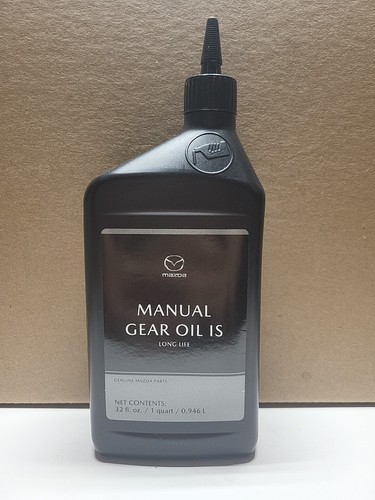 mazda
MANUAL
GEAR OIL IS
LONG LIFE
GENUINE MAZDA PARTS
NET CONTENTS:
32 fl. oz. / 1 quart / 0.946 L